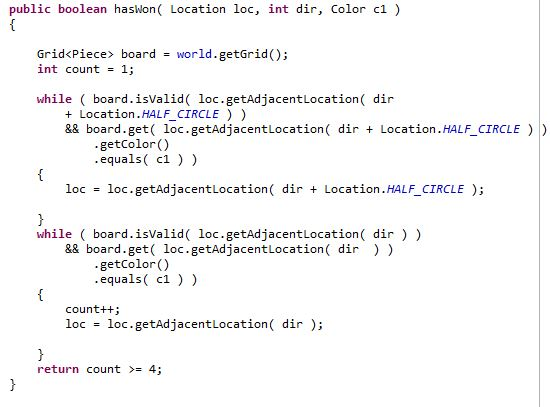 public boolean hasWon( Location loc, int dir, Color c1 )
{
Grid<Piece> board = world.getGrid();
int count = 1;
while ( board.isValid( loc.getAdjacentLocation( dir
+ Location.HALF_CIRCLE ) )
&& board.get( loc.getAdjacentLocation( dir + Location.HALF_CIRCLE ) )
.getColor()
.equals( c1 ) )
{
loc = loc.getAdjacentLocation( dir + Location.HALF_CIRCLE );
}
while ( board.isValid( loc.getAdjacentLocation( dir ) )
&& board.get( loc.getAdjacentLocation( dir  ) )
.getColor()
.equals( c1 ) )
{
count++;
loc = loc.getAdjacentLocation( dir );
}
return count >= 4;
}